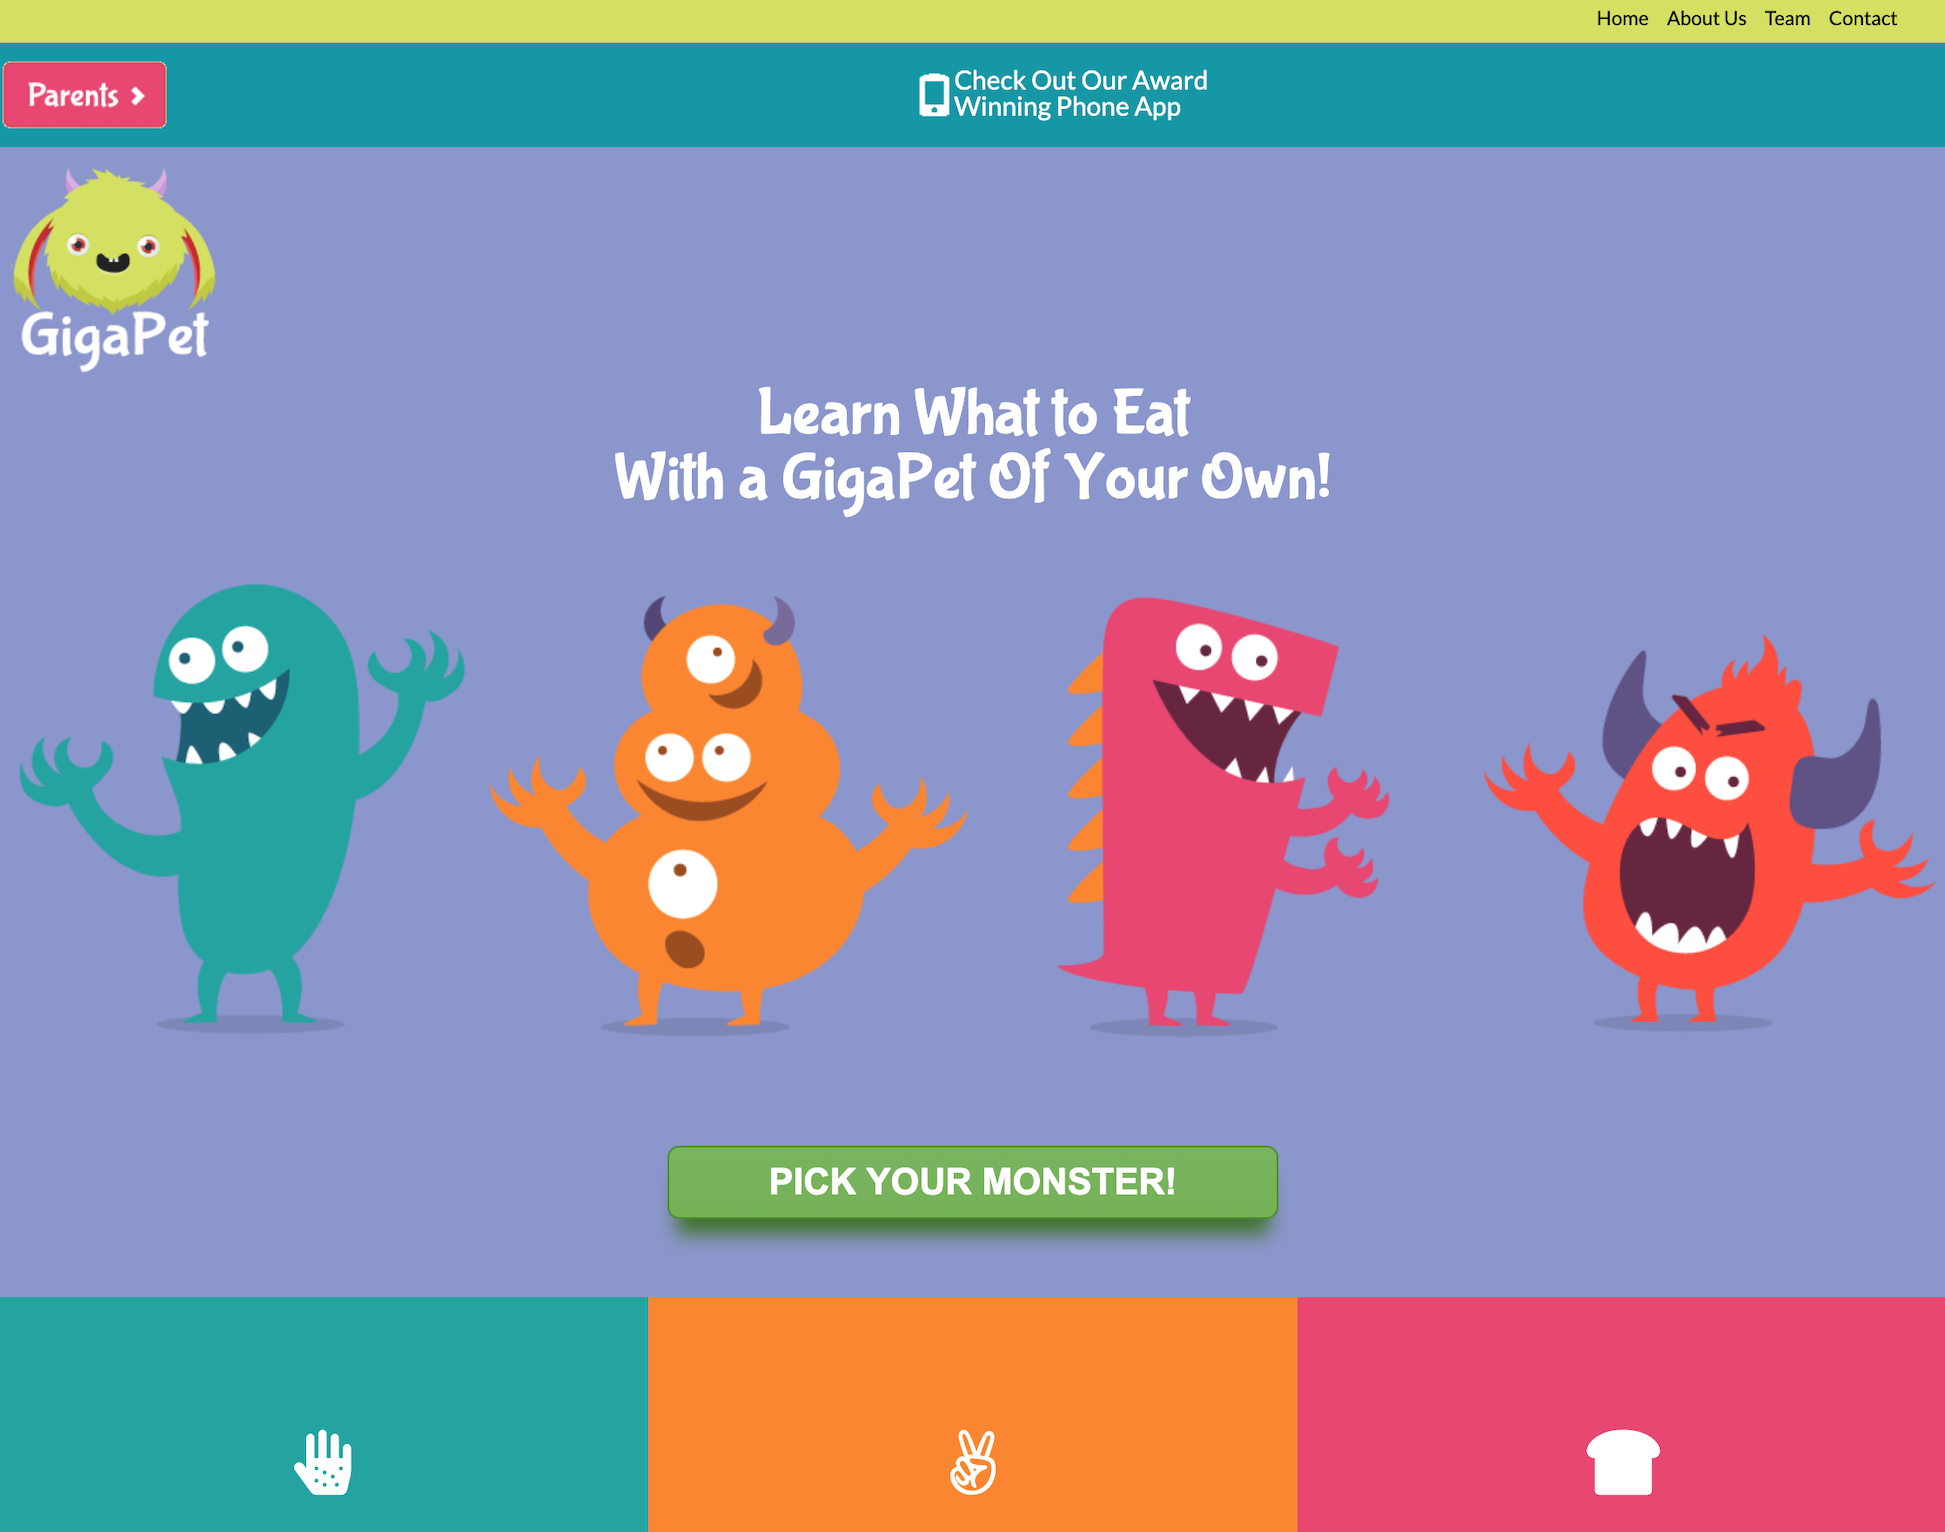 Home About Us Team Contact
Parents
Check Out Our Award
Winning Phone App
GigaPet
Learn What to Eat
With a GigaPet Of Your Own!
PICK YOUR MONSTER!